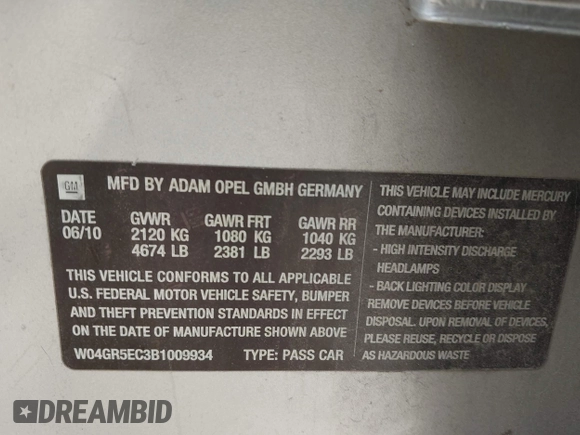 GM
MFD BY ADAM OPEL GMBH GERMANY
DATE GVWR GAWR FRT GAWR RR
06/10 2120 KG 1080 KG 1040 KG
4674 LB 2381 LB 2293 LB
THIS VEHICLE CONFORMS TO ALL APPLICABLE
U.S. FEDERAL MOTOR VEHICLE SAFETY, BUMPER
AND THEFT PREVENTION STANDARDS IN EFFECT
ON THE DATE OF MANUFACTURE SHOWN ABOVE
W04GR5EC3B1009934 TYPE: PASS CAR
THIS VEHICLE MAY INCLUDE MERCURY
CONTAINING DEVICES INSTALLED BY
THE MANUFACTURER:
- HIGH INTENSITY DISCHARGE
HEADLAMPS
- BACK LIGHTING COLOR DISPLAY
REMOVE DEVICES BEFORE VEHICLE
DISPOSAL. UPON REMOVAL OF DEVICES,
PLEASE REUSE, RECYCLE OR DISPOSE
AS HAZARDOUS WASTE
DREAMBID